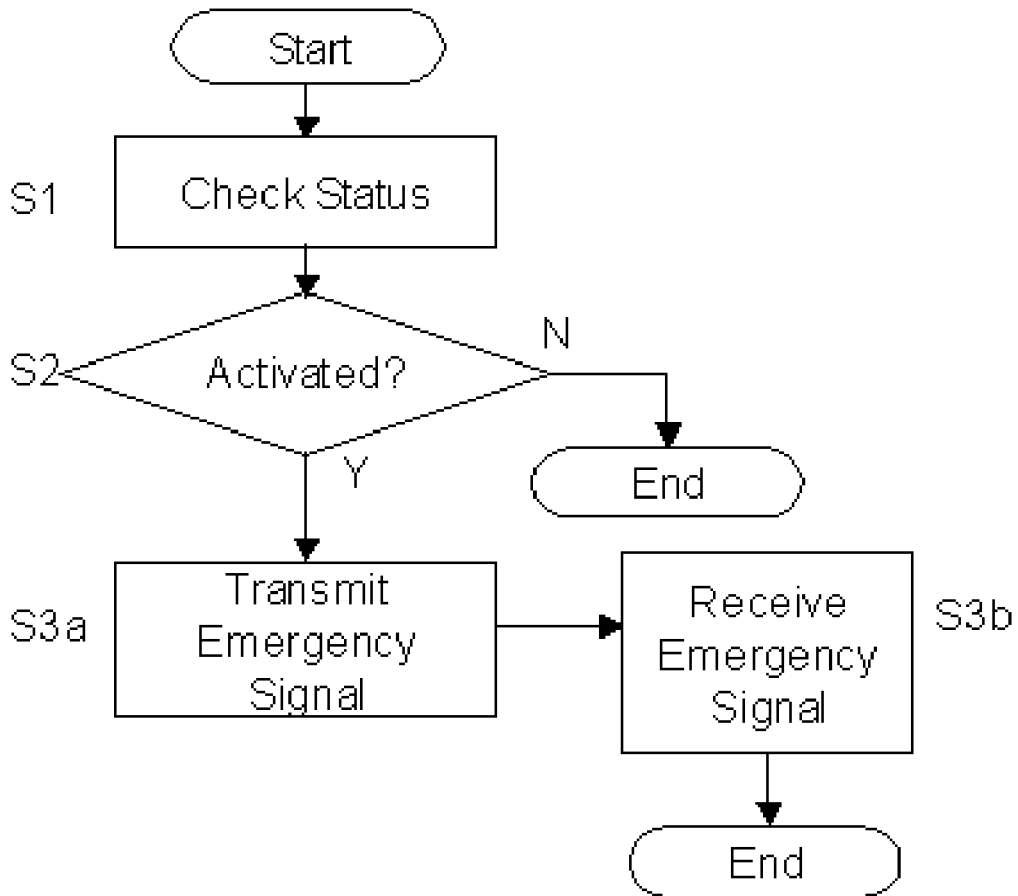 Start
S1
Check Status
S2
Activated?
N
Y
End
S3a
Transmit
Emergency
Signal
Receive
Emergency
Signal
S3b
End